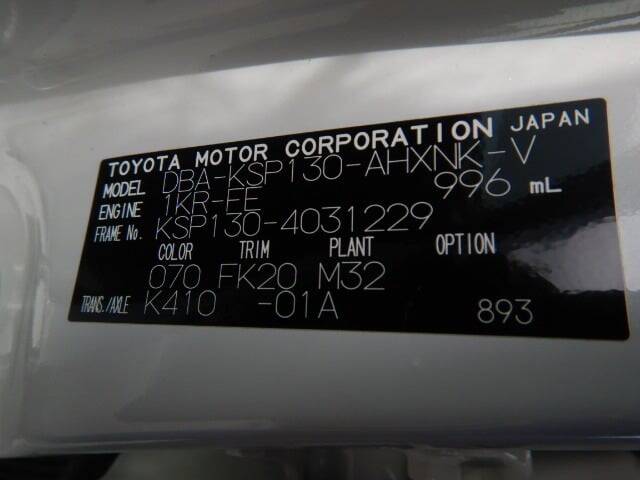 TOYOTA MOTOR CORPORATION JAPAN
MODEL DBA-KSP130-AHXNK-V
ENGINE 1KR-FE 996 mL
FRAME No. KSP130-4031229
COLOR TRIM PLANT OPTION
070 FK20 M32
TRANS./AXLE K410 -01A 893